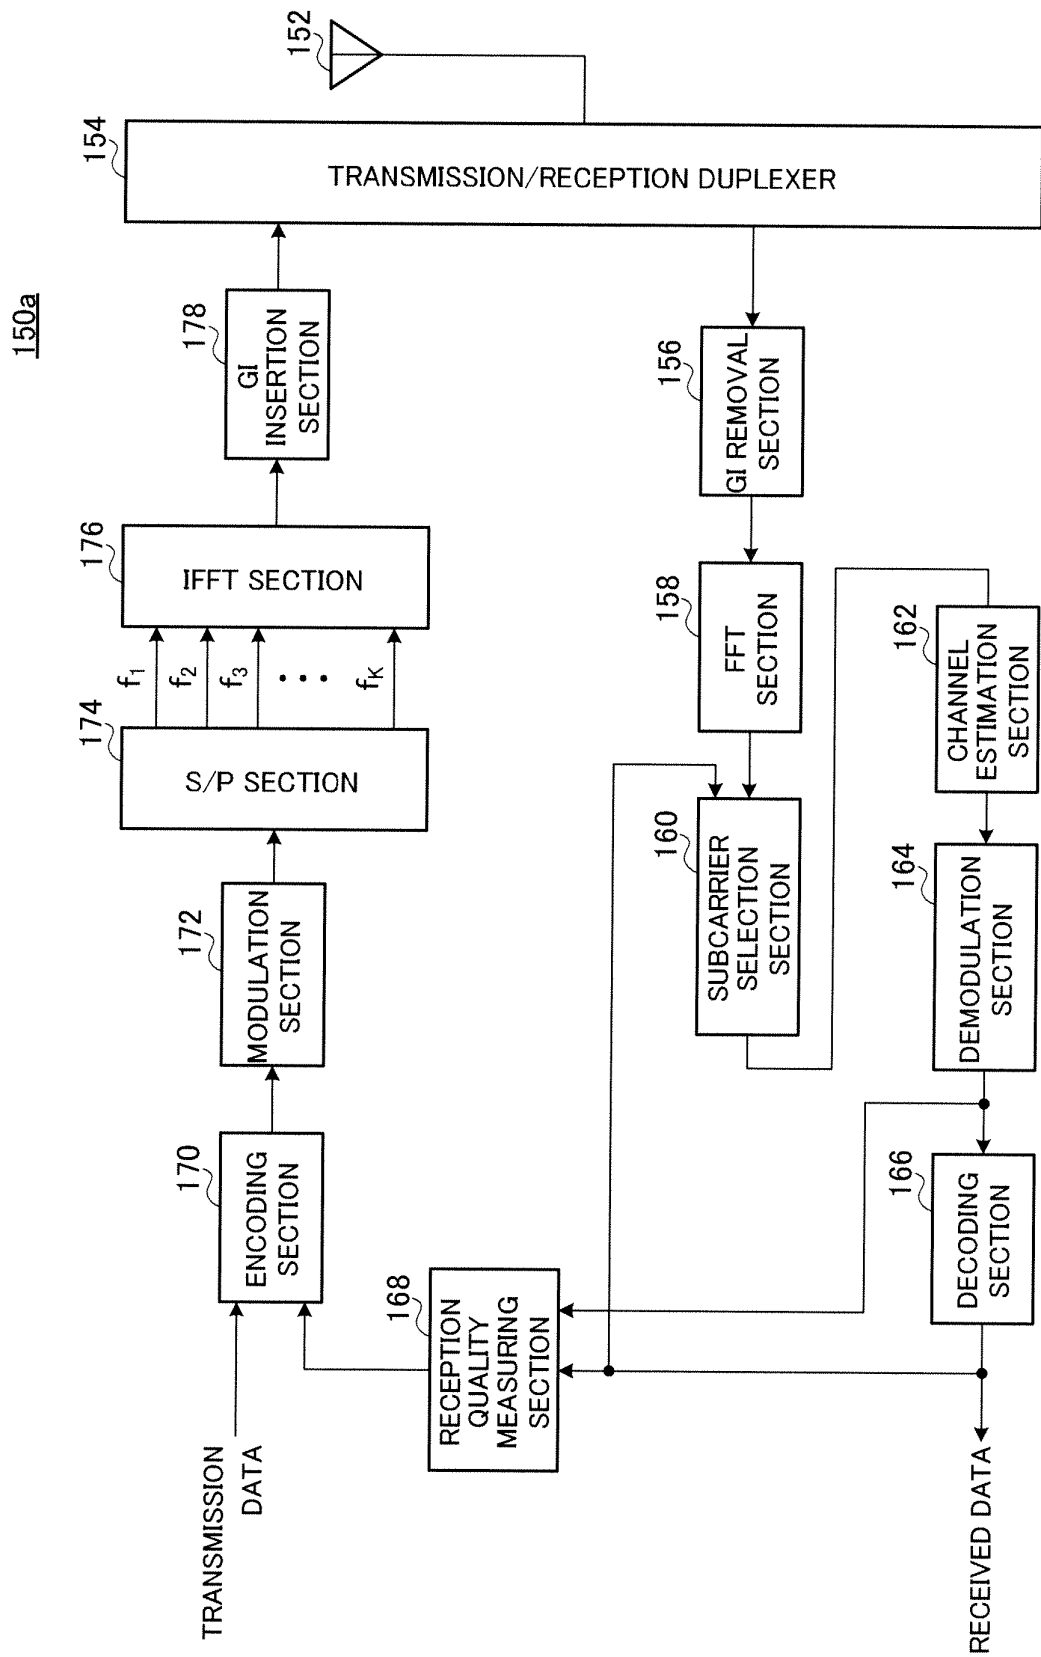 150a
TRANSMISSION
DATA
170
ENCODING
SECTION
172
MODULATION
SECTION
174
S/P SECTION
f1
f2
f3
• • •
fK
176
IFFT SECTION
178
GI
INSERTION
SECTION
154
TRANSMISSION/RECEPTION DUPLEXER
152
168
RECEPTION
QUALITY
MEASURING
SECTION
160
SUBCARRIER
SELECTION
SECTION
158
FFT
SECTION
156
GI REMOVAL
SECTION
RECEIVED DATA
166
DECODING
SECTION
164
DEMODULATION
SECTION
162
CHANNEL
ESTIMATION
SECTION